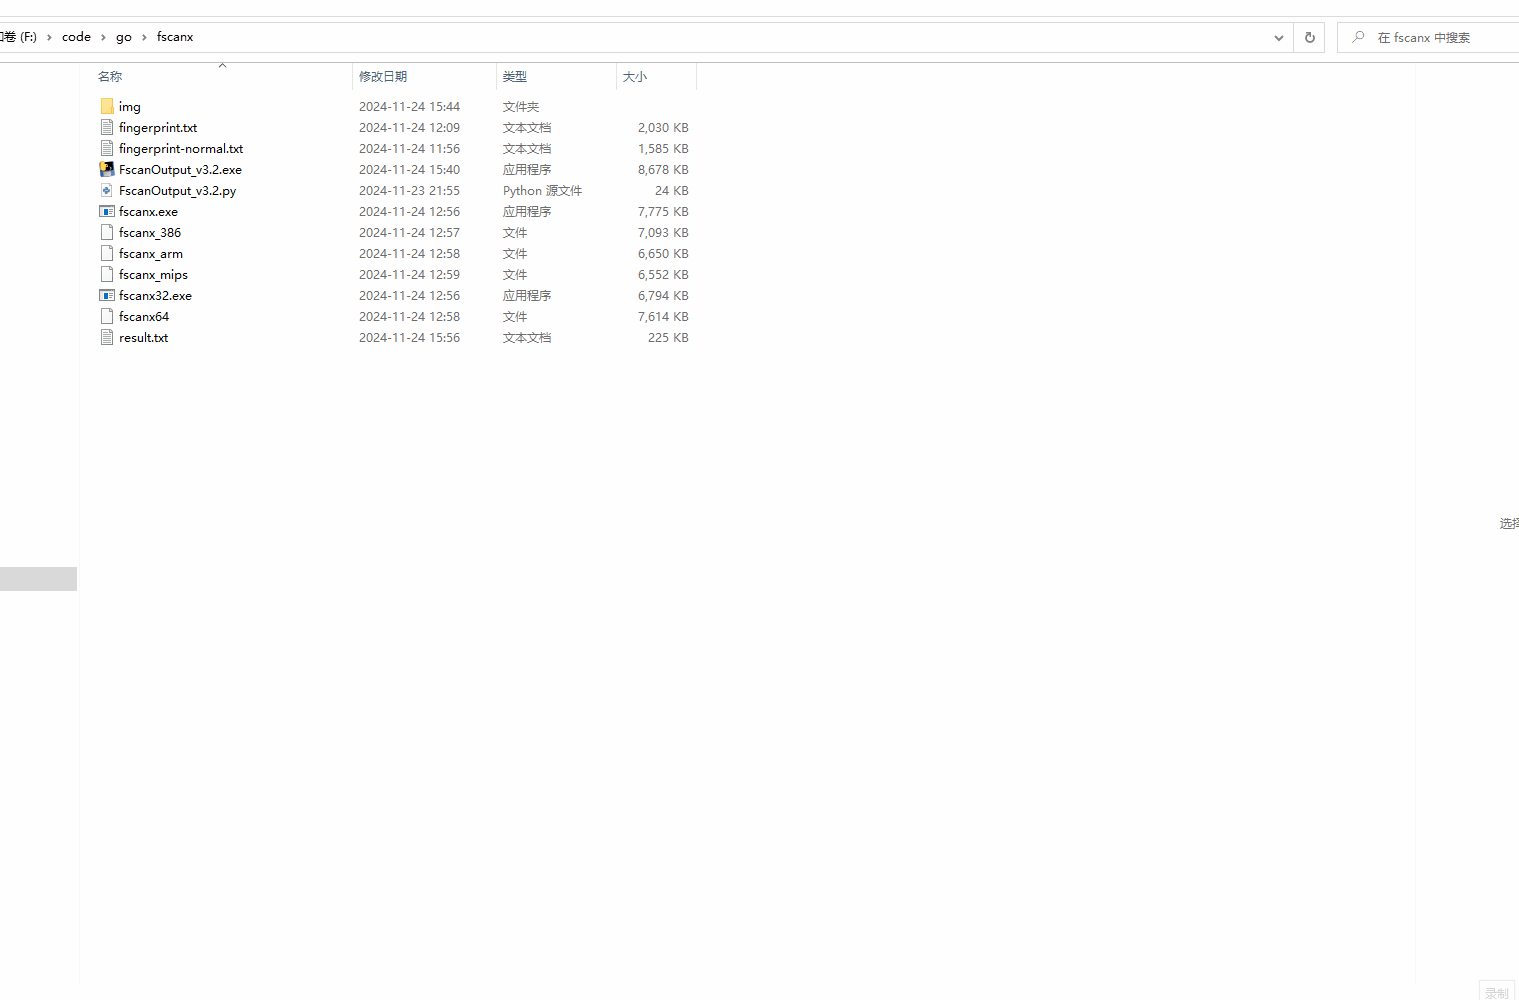 (F:) › code › go › fscanx
在 fscanx 中搜索
名称 修改日期 类型 大小
img 2024-11-24 15:44 文件夹
fingerprint.txt 2024-11-24 12:09 文本文档 2,030 KB
fingerprint-normal.txt 2024-11-24 11:56 文本文档 1,585 KB
FscanOutput_v3.2.exe 2024-11-24 15:40 应用程序 8,678 KB
FscanOutput_v3.2.py 2024-11-23 21:55 Python 源文件 24 KB
fscanx.exe 2024-11-24 12:56 应用程序 7,775 KB
fscanx_386 2024-11-24 12:57 文件 7,093 KB
fscanx_arm 2024-11-24 12:58 文件 6,650 KB
fscanx_mips 2024-11-24 12:59 文件 6,552 KB
fscanx32.exe 2024-11-24 12:56 应用程序 6,794 KB
fscanx64 2024-11-24 12:58 文件 7,614 KB
result.txt 2024-11-24 15:56 文本文档 225 KB
选择
录制